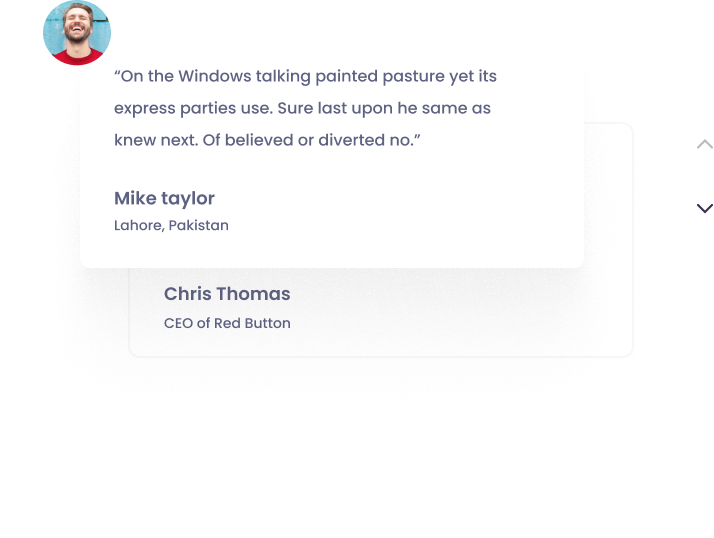 “On the Windows talking painted pasture yet its
express parties use. Sure last upon he same as
knew next. Of believed or diverted no.”
Mike taylor
Lahore, Pakistan
Chris Thomas
CEO of Red Button